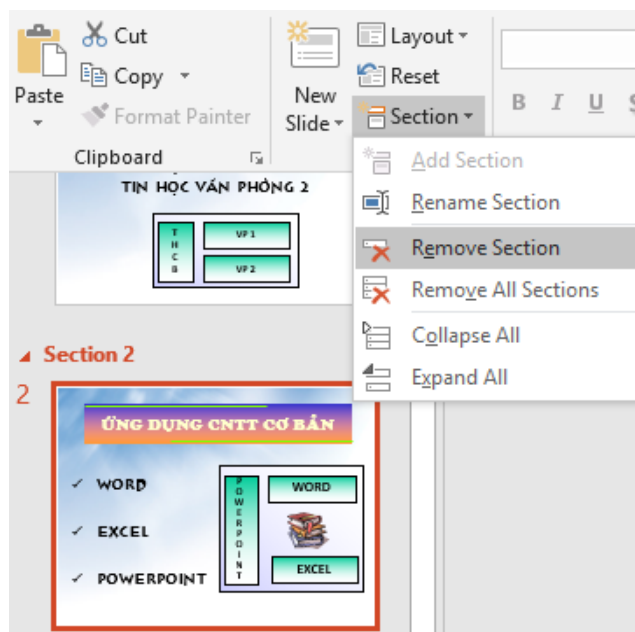 Cut
Copy
Paste
Format Painter
Clipboard
New
Slide
Layout
Reset
Section
B I U S
Add Section
Rename Section
Remove Section
Remove All Sections
Collapse All
Expand All
TIN HỌC VĂN PHÒNG 2
THCB
VP 1
VP 2
Section 2
2
ỨNG DỤNG CNTT CƠ BẢN
✓ WORD
✓ EXCEL
✓ POWERPOINT
POWERPOINT
WORD
EXCEL